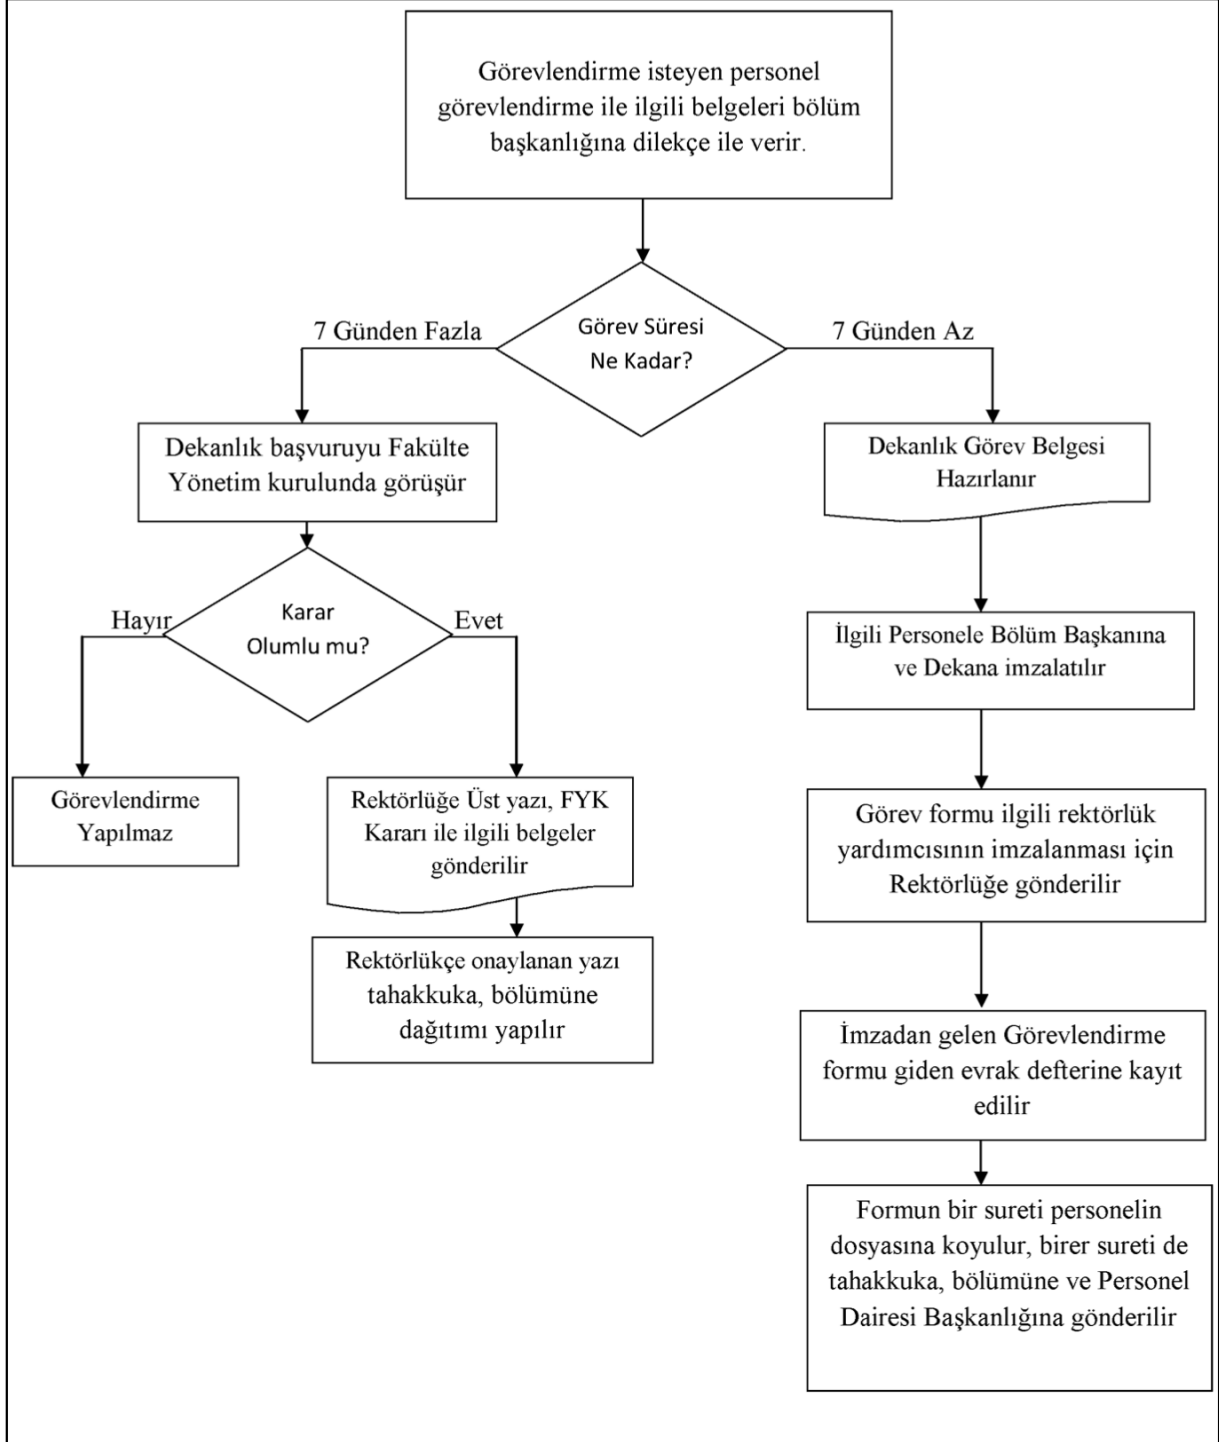 Görevlendirme isteyen personel
görevlendirme ile ilgili belgeleri bölüm
başkanlığına dilekçe ile verir.
Görev Süresi
Ne Kadar?
7 Günden Fazla
7 Günden Az
Dekanlık başvuruyu Fakülte
Yönetim kurulunda görüşür
Karar
Olumlu mu?
Hayır
Evet
Görevlendirme
Yapılmaz
Rektörlüğe Üst yazı, FYK
Kararı ile ilgili belgeler
gönderilir
Rektörlükçe onaylanan yazı
tahakkuka, bölümüne
dağıtımı yapılır
Dekanlık Görev Belgesi
Hazırlanır
İlgili Personele Bölüm Başkanına
ve Dekana imzalatılır
Görev formu ilgili rektörlük
yardımcısının imzalanması için
Rektörlüğe gönderilir
İmzadan gelen Görevlendirme
formu giden evrak defterine kayıt
edilir
Formun bir sureti personelin
dosyasına koyulur, birer sureti de
tahakkuka, bölümüne ve Personel
Dairesi Başkanlığına gönderilir